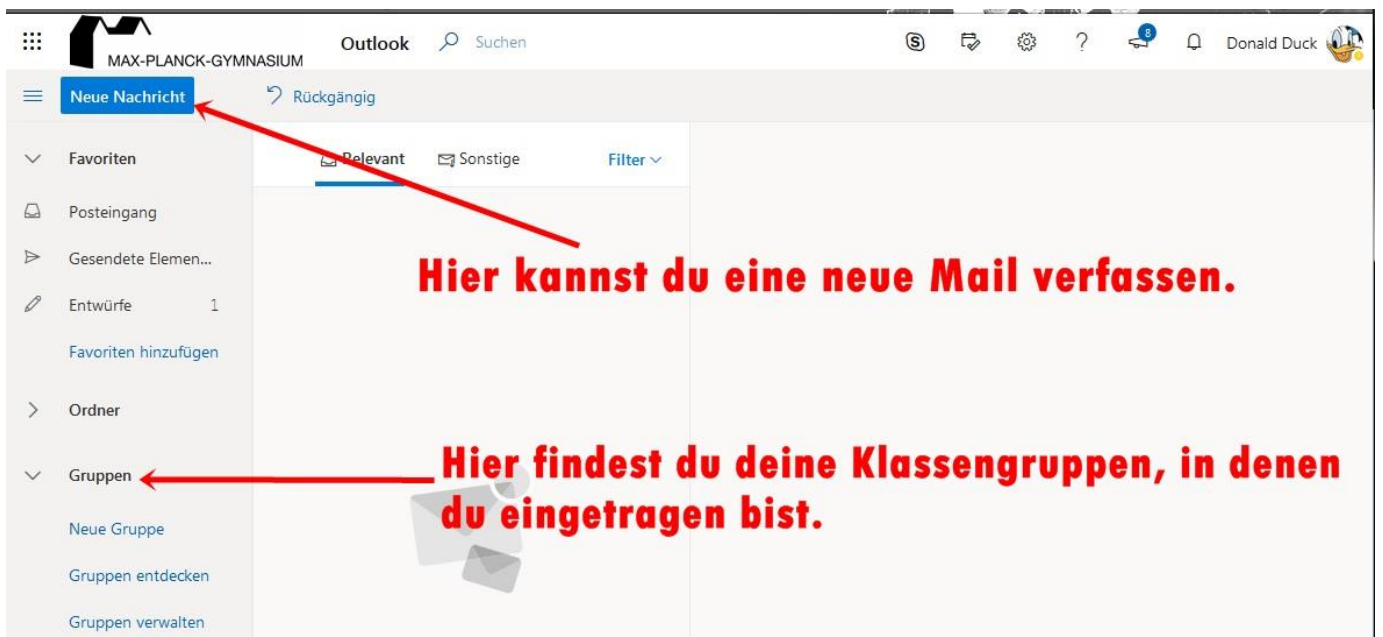 MAX-PLANCK-GYMNASIUM
Outlook
Suchen
8
Donald Duck
Neue Nachricht
Rückgängig
Favoriten
Relevant
Sonstige
Filter
Posteingang
Gesendete Elemen...
Hier kannst du eine neue Mail verfassen.
Entwürfe 1
Favoriten hinzufügen
Ordner
Hier findest du deine Klassengruppen, in denen
du eingetragen bist.
Gruppen
Neue Gruppe
Gruppen entdecken
Gruppen verwalten